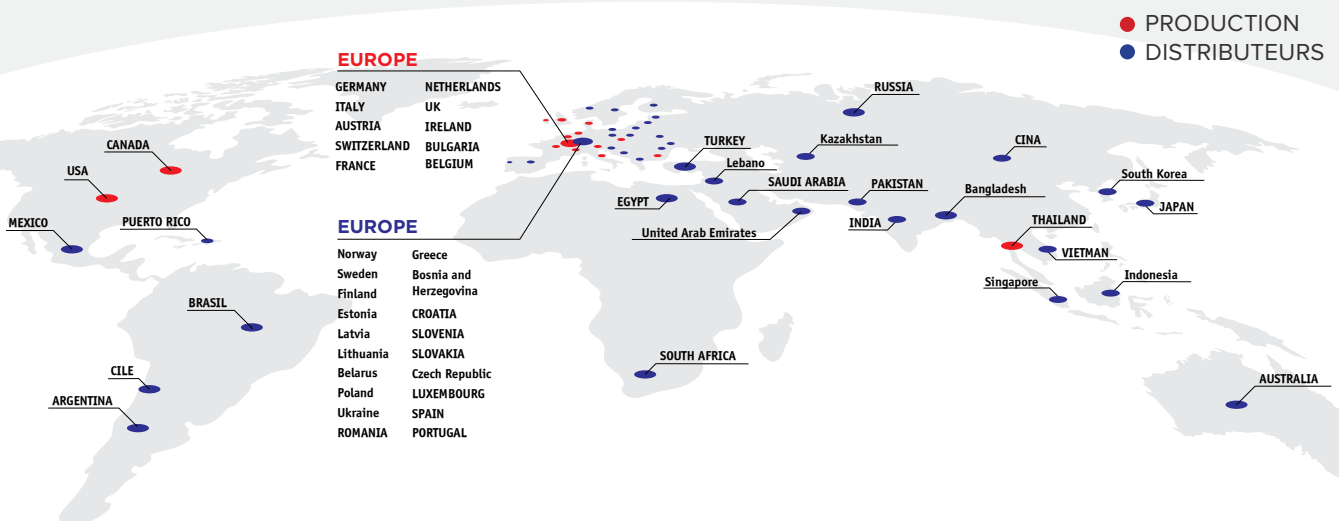 PRODUCTION
DISTRIBUTEURS
EUROPE
GERMANY
ITALY
AUSTRIA
SWITZERLAND
FRANCE
NETHERLANDS
UK
IRELAND
BULGARIA
BELGIUM
EUROPE
Norway
Sweden
Finland
Estonia
Latvia
Lithuania
Belarus
Poland
Ukraine
ROMANIA
Greece
Bosnia and
Herzegovina
CROATIA
SLOVENIA
SLOVAKIA
Czech Republic
LUXEMBOURG
SPAIN
PORTUGAL
CANADA
USA
MEXICO
PUERTO RICO
BRASIL
CILE
ARGENTINA
RUSSIA
TURKEY
Lebano
Kazakhstan
CINA
South Korea
JAPAN
EGYPT
SAUDI ARABIA
PAKISTAN
Bangladesh
United Arab Emirates
INDIA
THAILAND
VIETMAN
Singapore
Indonesia
SOUTH AFRICA
AUSTRALIA